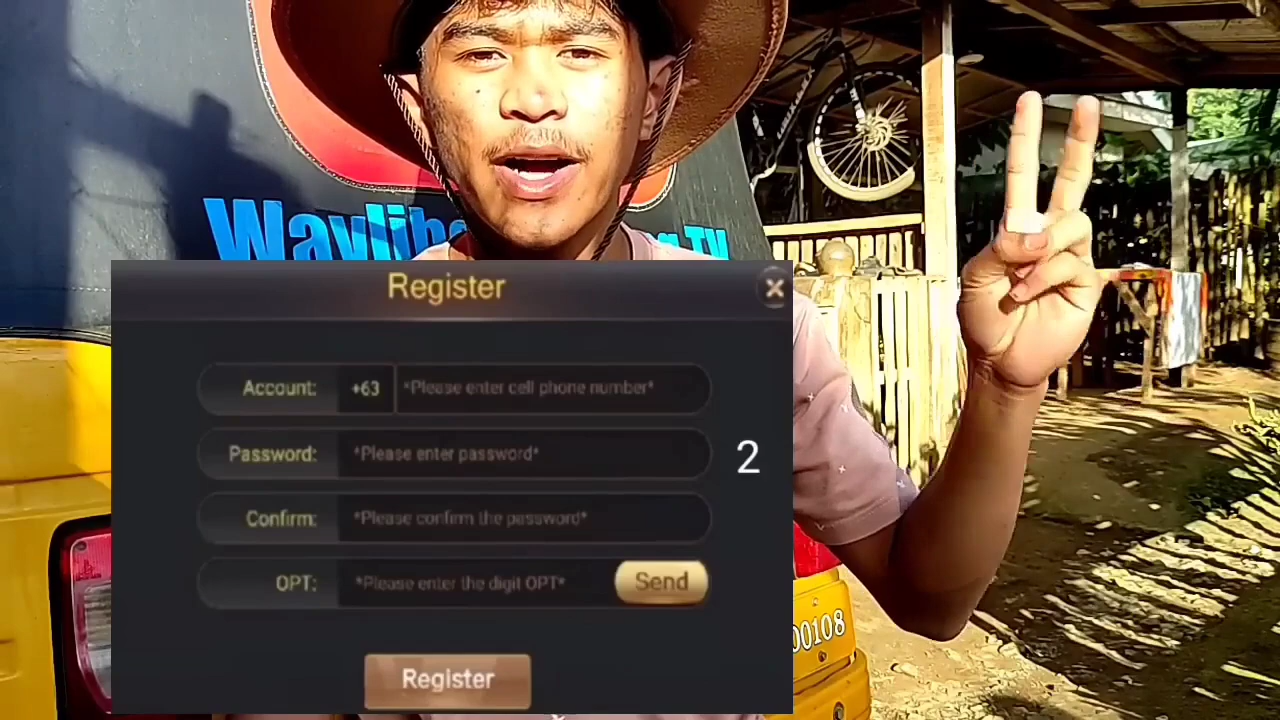 Register
Account: +63 *Please enter cell phone number*
Password: *Please enter password*
2
Confirm: *Please confirm the password*
OPT: *Please enter the digit OPT* Send
Register
00108